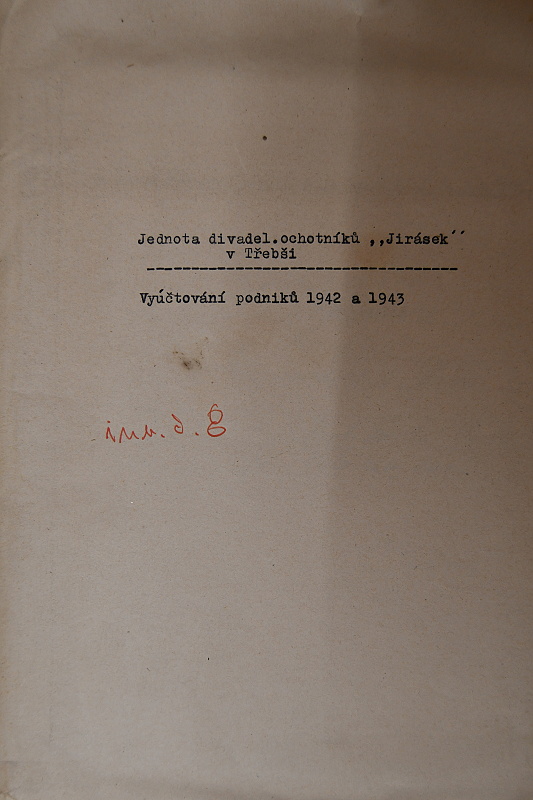 Jednota divadel.ochotníků ,,Jirásek´´
v Třebši
Vyúčtování podniků 1942 a 1943
inv. č. 8